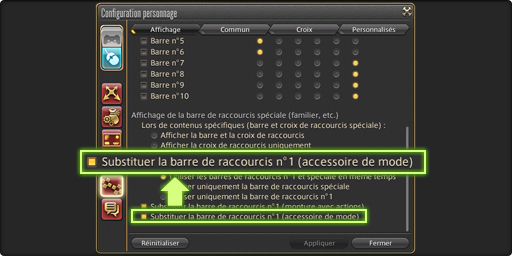 Configuration personnage
Affichage Commun Croix Personnalisés
Barre n°5
Barre n°6
Barre n°7
Barre n°8
Barre n°9
Barre n°10
Affichage de la barre de raccourcis spéciale (familier, etc.)
Lors de contenus spécifiques (barre et croix de raccourcis spéciale) :
Afficher la barre et la croix de raccourcis
Afficher la croix de raccourcis uniquement
Substituer la barre de raccourcis n°1 (accessoire de mode)
les barres de raccourcis n°1 et spéciale en même temps
uniquement la barre de raccourcis spéciale
uniquement la barre de raccourcis n°1
Substituer la barre de raccourcis n°1 (monture avec actions)
Substituer la barre de raccourcis n°1 (accessoire de mode)
Réinitialiser Appliquer Fermer